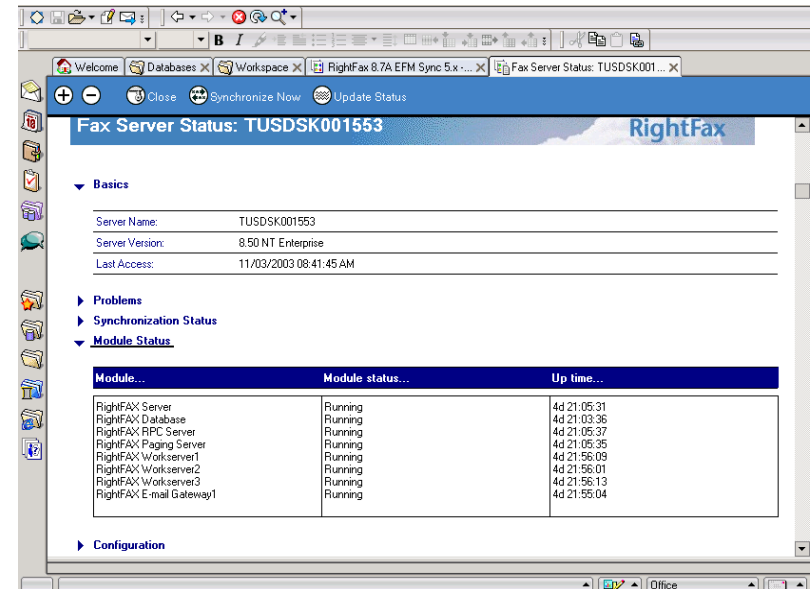 B I
Welcome Databases Workspace RightFax 8.7A EFM Sync 5.x -... Fax Server Status: TUSDSK001...
Close Synchronize Now Update Status
18
Fax Server Status: TUSDSK001553 RightFax
Basics
Server Name: TUSDSK001553
Server Version: 8.50 NT Enterprise
Last Access: 11/03/2003 08:41:45 AM
Problems
Synchronization Status
Module Status
Module... Module status... Up time...
RightFAX Server Running 4d 21:05:31
RightFAX Database Running 4d 21:03:36
RightFAX RPC Server Running 4d 21:05:37
RightFAX Paging Server Running 4d 21:05:35
RightFAX Workserver1 Running 4d 21:56:09
RightFAX Workserver2 Running 4d 21:56:01
RightFAX Workserver3 Running 4d 21:56:13
RightFAX E-mail Gateway1 Running 4d 21:55:04
Configuration
Office